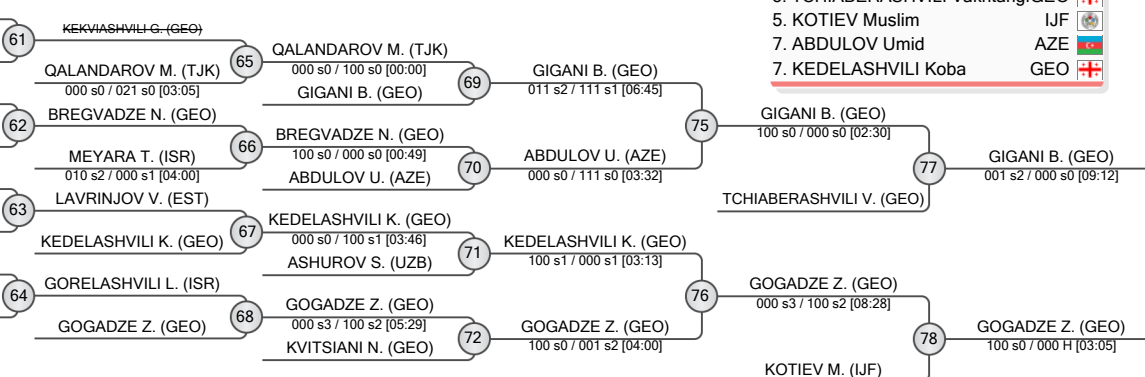 5. KOTIEV Muslim IJF
7. ABDULOV Umid AZE
7. KEDELASHVILI Koba GEO
61
KEKVIASHVILI G. (GEO)
QALANDAROV M. (TJK)
000 s0 / 021 s0 [03:05]
62
BREGVADZE N. (GEO)
MEYARA T. (ISR)
010 s2 / 000 s1 [04:00]
63
LAVRINJOV V. (EST)
KEDELASHVILI K. (GEO)
64
GORELASHVILI L. (ISR)
GOGADZE Z. (GEO)
65
QALANDAROV M. (TJK)
000 s0 / 100 s0 [00:00]
GIGANI B. (GEO)
66
BREGVADZE N. (GEO)
100 s0 / 000 s0 [00:49]
ABDULOV U. (AZE)
67
KEDELASHVILI K. (GEO)
000 s0 / 100 s1 [03:46]
ASHUROV S. (UZB)
68
GOGADZE Z. (GEO)
000 s3 / 100 s2 [05:29]
KVITSIANI N. (GEO)
69
GIGANI B. (GEO)
011 s2 / 111 s1 [06:45]
70
ABDULOV U. (AZE)
000 s0 / 111 s0 [03:32]
71
KEDELASHVILI K. (GEO)
100 s1 / 000 s1 [03:13]
72
GOGADZE Z. (GEO)
100 s0 / 001 s2 [04:00]
75
GIGANI B. (GEO)
100 s0 / 000 s0 [02:30]
TCHIABERASHVILI V. (GEO)
76
GOGADZE Z. (GEO)
000 s3 / 100 s2 [08:28]
KOTIEV M. (IJF)
77
GIGANI B. (GEO)
001 s2 / 000 s0 [09:12]
78
GOGADZE Z. (GEO)
100 s0 / 000 H [03:05]